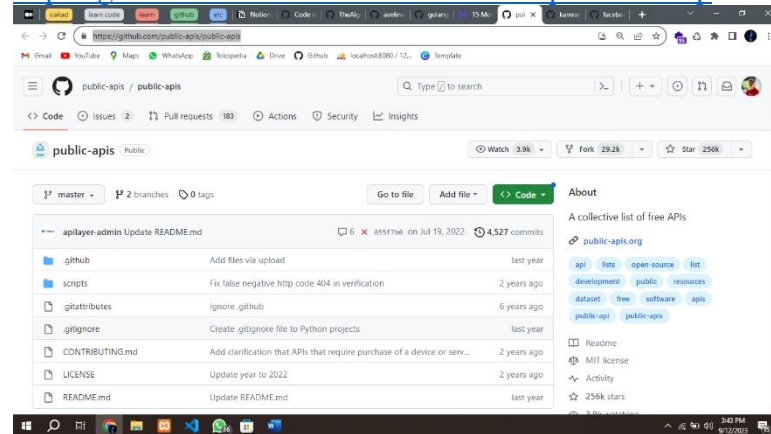 siakad learn code learn github etc Notion Code s TheAlg avelin golang 15 Mo pul kamran facebo
https://github.com/public-apis/public-apis
Gmail YouTube Maps WhatsApp Tokopedia Drive Github localhost:8080 / 12... Template
public-apis / public-apis Type / to search
Code Issues 2 Pull requests 183 Actions Security Insights
public-apis Public Watch 3.9k Fork 29.2k Star 256k
master 2 branches 0 tags Go to file Add file Code
apilayer-admin Update README.md 6 on Jul 19, 2022 4,527 commits
.github Add files via upload last year
scripts Fix false negative http code 404 in verification 2 years ago
.gitattributes Ignore .github 6 years ago
.gitignore Create .gitignore file to Python projects last year
CONTRIBUTING.md Add clarification that APIs that require purchase of a device or serv... 2 years ago
LICENSE Update year to 2022 2 years ago
README.md Update README.md last year
About
A collective list of free APIs
public-apis.org
api lists open-source list
development public resources
dataset free software apis
public-api public-apis
Readme
MIT license
Activity
256k stars
3.9k watching
3:43 PM
9/12/2023